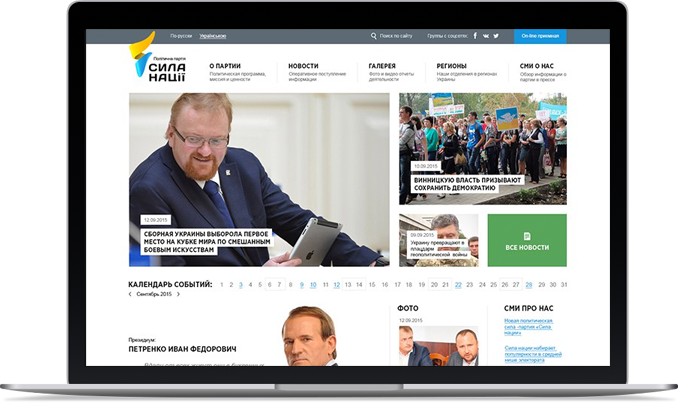 По-русски Українською
Поиск по сайту
Группы с соцсетях:
On-line приемная
Політична партія
СИЛА
НАЦІЇ
О ПАРТИИ
Политическая программа,
миссия и ценности
НОВОСТИ
Оперативное поступление
информации
ГАЛЕРЕЯ
Фото и видео отчеты
деятельности
РЕГИОНЫ
Наши отделения в регионах
Украины
СМИ О НАС
Обзор информации о
партии в прессе
12.09.2015
СБОРНАЯ УКРАИНЫ ВЫБОРОЛА ПЕРВОЕ
МЕСТО НА КУБКЕ МИРА ПО СМЕШАННЫМ
БОЕВЫМ ИСКУССТВАМ
10.09.2015
ВИННИЦКУЮ ВЛАСТЬ ПРИЗЫВАЮТ
СОХРАНИТЬ ДЕМОКРАТИЮ
09.09.2015
Украину превращают в
плацдарм
геополитической войны
ВСЕ НОВОСТИ
КАЛЕНДАРЬ СОБЫТИЙ:
1 2 3 4 5 6 7 8 9 10 11 12 13 14 15 16 17 18 19 20 21 22 23 24 25 26 27 28 29 30 31
Сентябрь 2015
Президиум:
ПЕТРЕНКО ИВАН ФЕДОРОВИЧ
ФОТО
12.09.2015
СМИ ПРО НАС
Новая политическая
сила -партия «Сила
нации»
Сила нации набирает
популярности в средней
нише электората